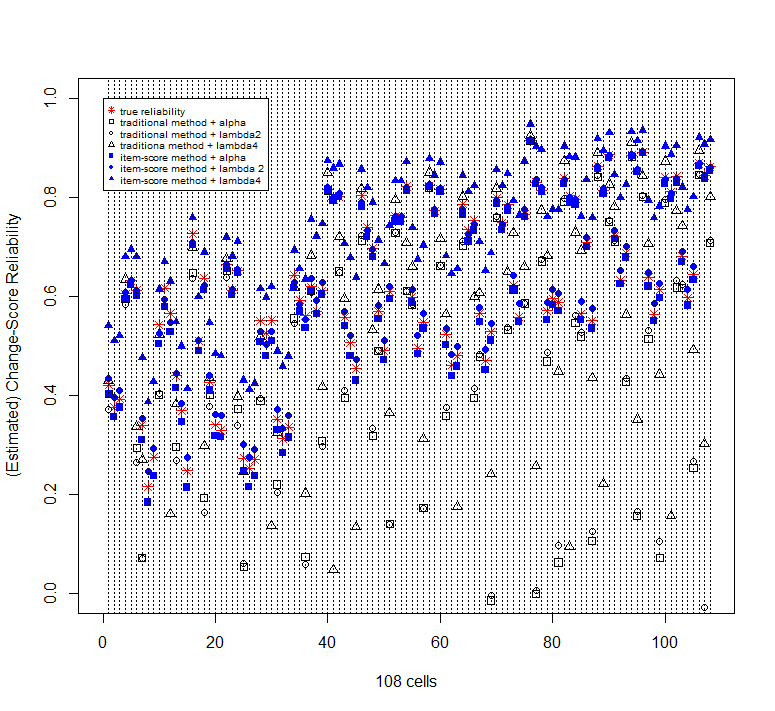 1.0
true reliability
traditional method + alpha
traditional method + lambda2
traditiona method + lambda4
item-score method + alpha
item-score method + lambda 2
item-score method + lambda4
0.8
0.6
0.4
0.2
0.0
(Estimated) Change-Score Reliability
0 20 40 60 80 100
108 cells